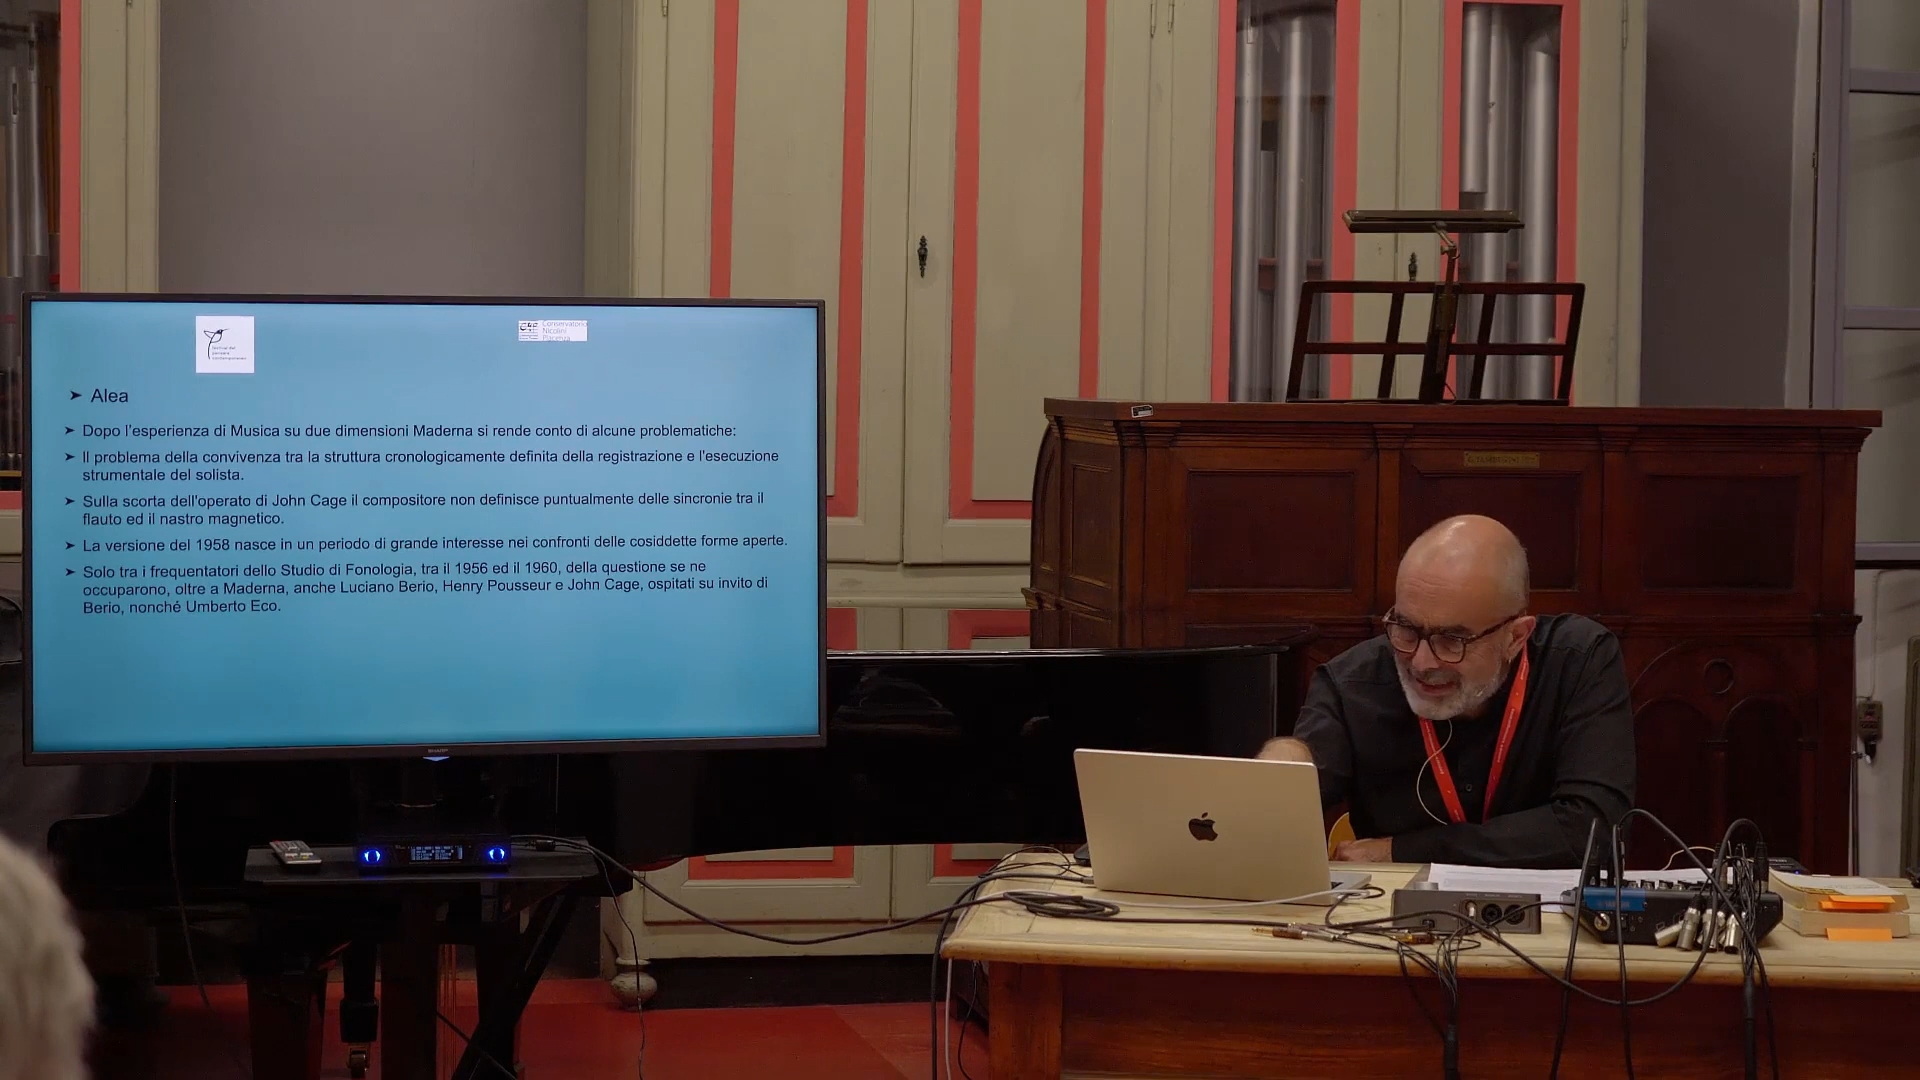 festival del
pensare
contemporaneo
Conservatorio
Nicolini
Piacenza
➤ Alea
➤ Dopo l'esperienza di Musica su due dimensioni Maderna si rende conto di alcune problematiche:
➤ Il problema della convivenza tra la struttura cronologicamente definita della registrazione e l'esecuzione
strumentale del solista.
➤ Sulla scorta dell'operato di John Cage il compositore non definisce puntualmente delle sincronie tra il
flauto ed il nastro magnetico.
➤ La versione del 1958 nasce in un periodo di grande interesse nei confronti delle cosiddette forme aperte.
➤ Solo tra i frequentatori dello Studio di Fonologia, tra il 1956 ed il 1960, della questione se ne
occuparono, oltre a Maderna, anche Luciano Berio, Henry Pousseur e John Cage, ospitati su invito di
Berio, nonché Umberto Eco.
SHARP